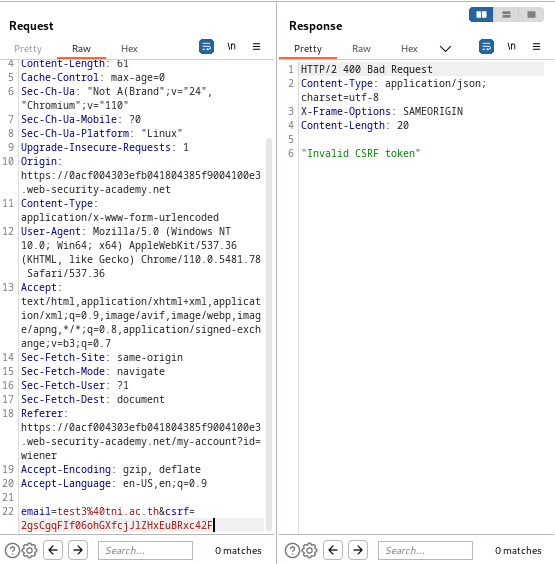 Request
Pretty Raw Hex
\n
4 Content-Length: 61
5 Cache-Control: max-age=0
6 Sec-Ch-Ua: "Not A(Brand";v="24",
"Chromium";v="110"
7 Sec-Ch-Ua-Mobile: ?0
8 Sec-Ch-Ua-Platform: "Linux"
9 Upgrade-Insecure-Requests: 1
10 Origin:
https://0acf004303efb041804385f9004100e3
.web-security-academy.net
11 Content-Type:
application/x-www-form-urlencoded
12 User-Agent: Mozilla/5.0 (Windows NT
10.0; Win64; x64) AppleWebKit/537.36
(KHTML, like Gecko) Chrome/110.0.5481.78
Safari/537.36
13 Accept:
text/html,application/xhtml+xml,applicat
ion/xml;q=0.9,image/avif,image/webp,imag
e/apng,*/*;q=0.8,application/signed-exch
ange;v=b3;q=0.7
14 Sec-Fetch-Site: same-origin
15 Sec-Fetch-Mode: navigate
16 Sec-Fetch-User: ?1
17 Sec-Fetch-Dest: document
18 Referer:
https://0acf004303efb041804385f9004100e3
.web-security-academy.net/my-account?id=
wiener
19 Accept-Encoding: gzip, deflate
20 Accept-Language: en-US,en;q=0.9
21
22 email=test3%40tni.ac.th&csrf=
2gsCgqFIf06ohGXfcjJlZHxEuBRxc42F
Search...
0 matches
Response
Pretty Raw Hex
\n
1 HTTP/2 400 Bad Request
2 Content-Type: application/json;
charset=utf-8
3 X-Frame-Options: SAMEORIGIN
4 Content-Length: 20
5
6 "Invalid CSRF token"
Search...
0 matches